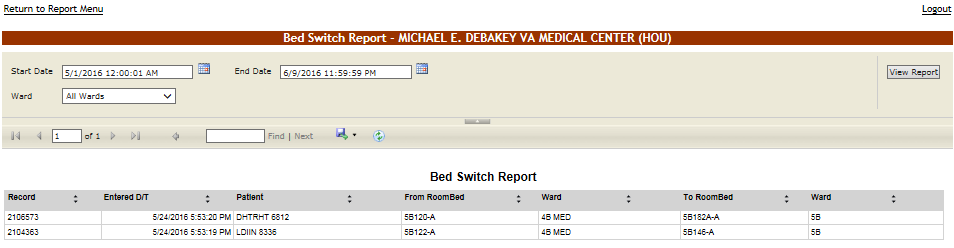 Return to Report Menu Logout
Bed Switch Report - MICHAEL E. DEBAKEY VA MEDICAL CENTER (HOU)
Start Date 5/1/2016 12:00:01 AM End Date 6/9/2016 11:59:59 PM View Report
Ward All Wards
1 of 1 Find | Next
Bed Switch Report
Record Entered D/T Patient From RoomBed Ward To RoomBed Ward
2106573 5/24/2016 5:53:20 PM DHTRHT 6812 5B120-A 4B MED 5B182A-A 5B
2104363 5/24/2016 5:53:19 PM LDIIN 8336 5B122-A 4B MED 5B146-A 5B